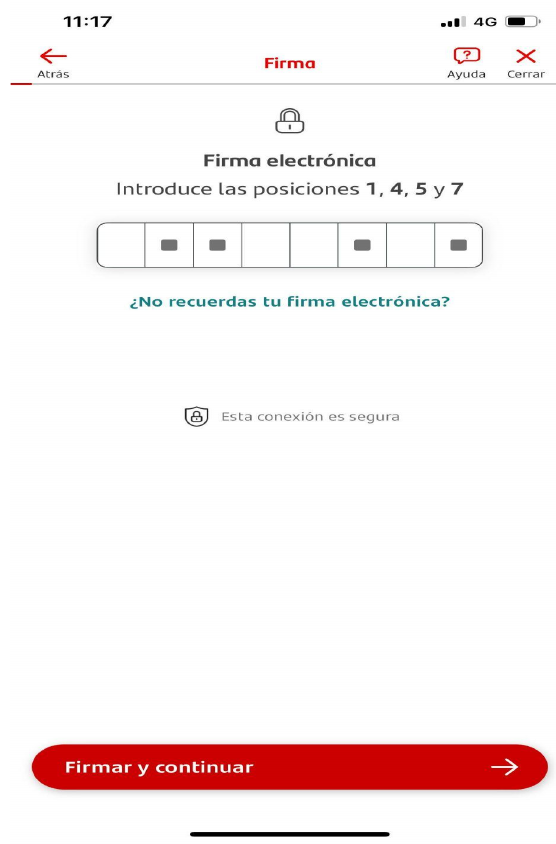 11:17
4G
Atrás
Firma
Ayuda
Cerrar
Firma electrónica
Introduce las posiciones 1, 4, 5 y 7
¿No recuerdas tu firma electrónica?
Esta conexión es segura
Firmar y continuar